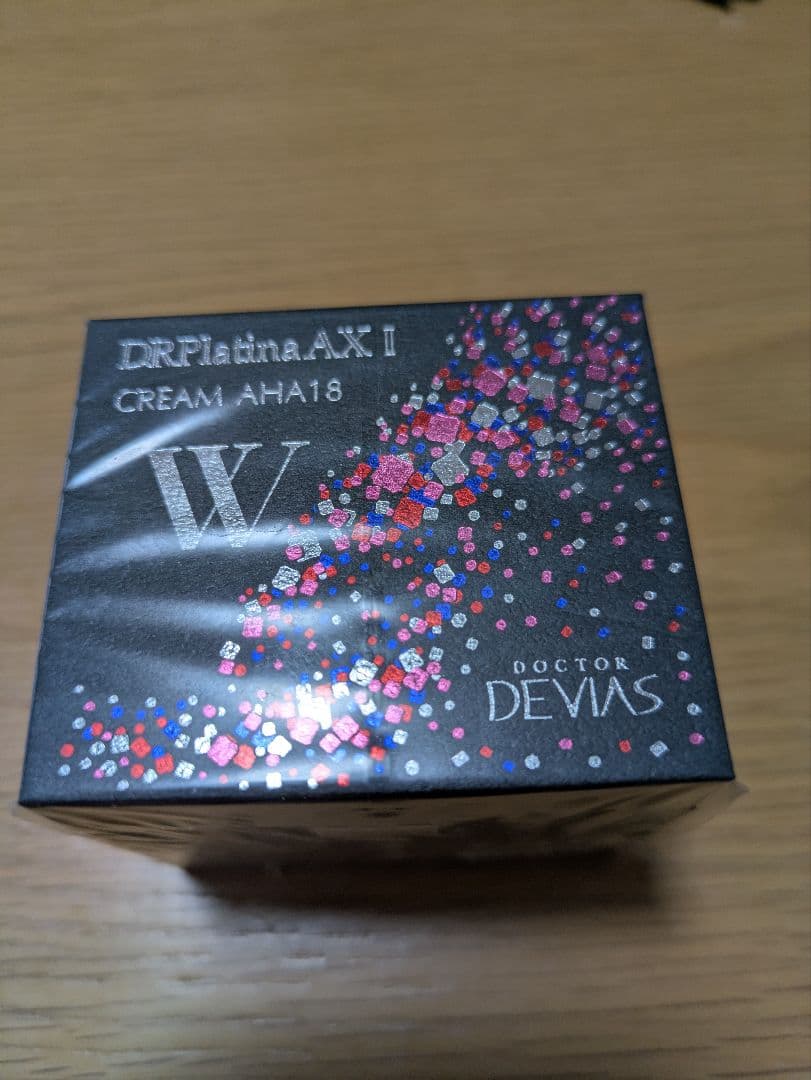 DRPlatina AX I
CREAM AHA18
W
DOCTOR
DEVIAS